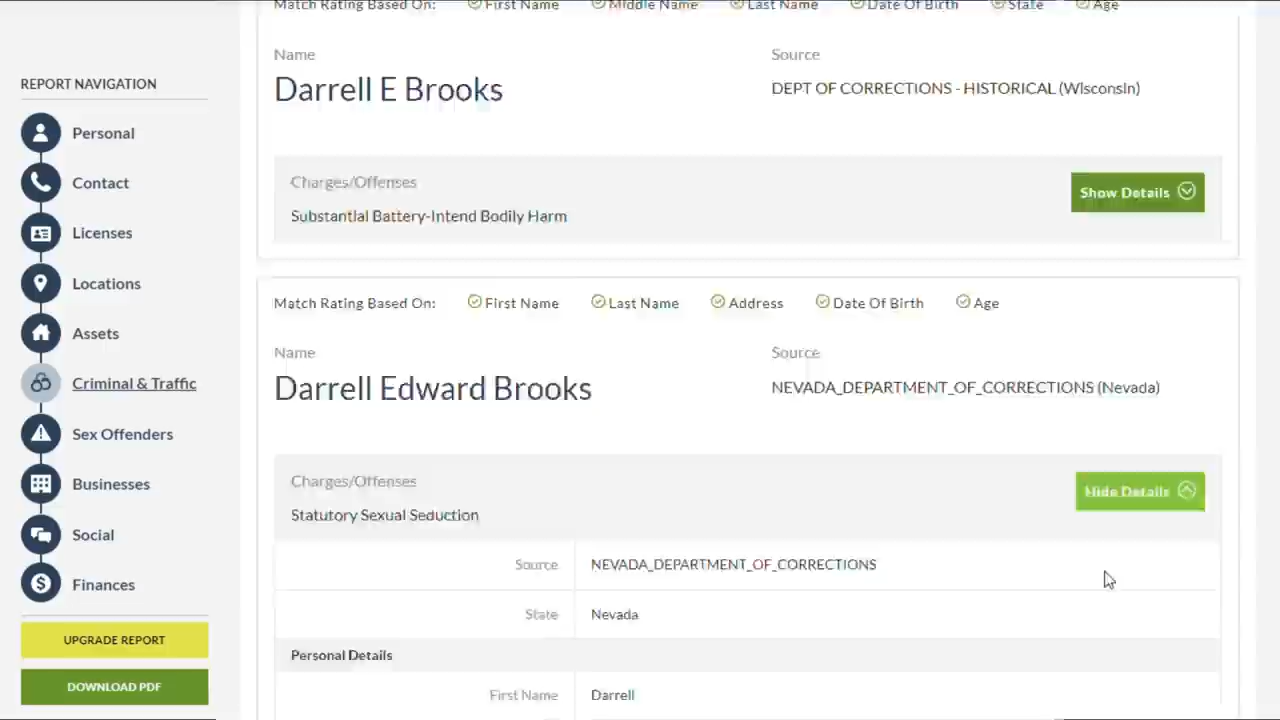 Match Rating Based On: First Name Middle Name Last Name Date Of Birth State Age
REPORT NAVIGATION
Personal
Contact
Licenses
Locations
Assets
Criminal & Traffic
Sex Offenders
Businesses
Social
Finances
UPGRADE REPORT
DOWNLOAD PDF
Name Source
Darrell E Brooks DEPT OF CORRECTIONS - HISTORICAL (Wisconsin)
Charges/Offenses
Substantial Battery-Intend Bodily Harm
Show Details
Match Rating Based On: First Name Last Name Address Date Of Birth Age
Name Source
Darrell Edward Brooks NEVADA_DEPARTMENT_OF_CORRECTIONS (Nevada)
Charges/Offenses
Statutory Sexual Seduction
Hide Details
Source NEVADA_DEPARTMENT_OF_CORRECTIONS
State Nevada
Personal Details
First Name Darrell